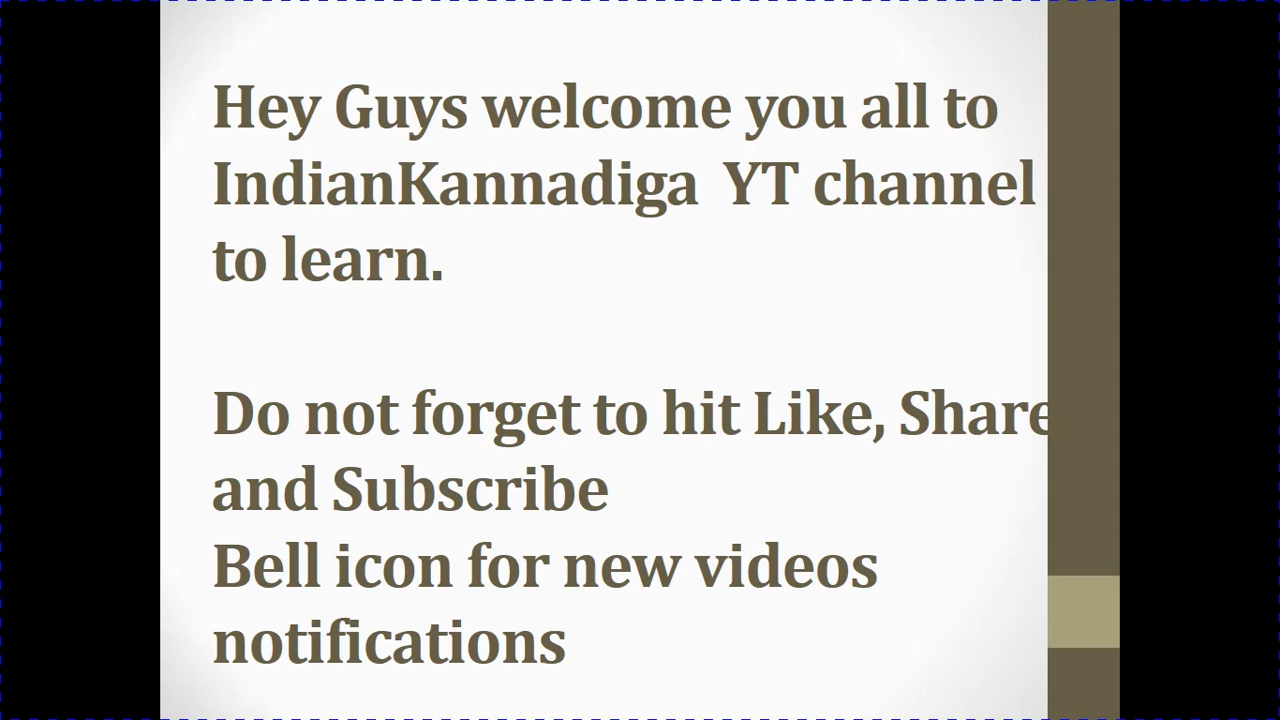 Hey Guys welcome you all to
IndianKannadiga  YT channel
to learn.
Do not forget to hit Like, Share
and Subscribe
Bell icon for new videos
notifications